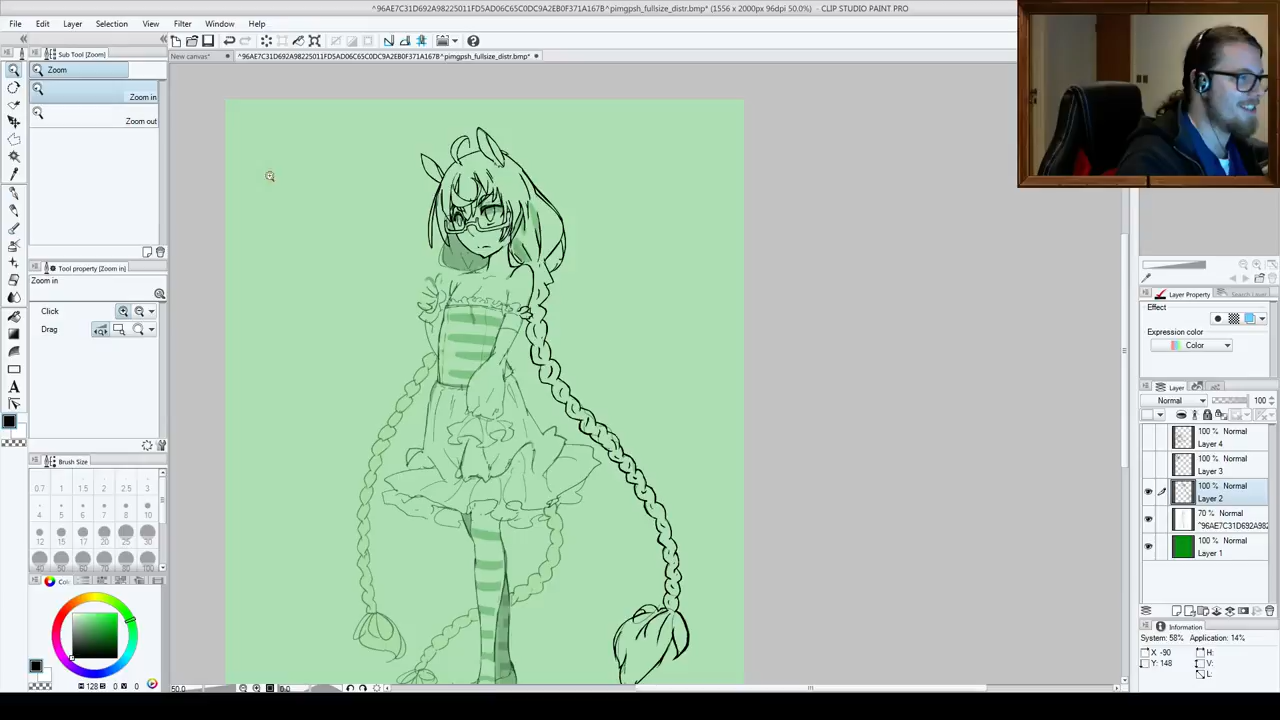 ^96AE7C31D692A98225011FD5AD06C65C0DC92EB0F371A167B^pimgpsh_fullsize_distr.bmp* (1556 x 2000px 96dpi 50.0%) - CLIP STUDIO PAINT PRO
File Edit Layer Selection View Filter Window Help
Sub Tool[Zoom]
New canvas*
^96AE7C31D692A98225011FD5AD06C65C0DC92EB0F371A167B^pimgpsh_fullsize_distr.bmp*
Zoom
Zoom in
Zoom out
Tool property [Zoom in]
Zoom in
Click
Drag
Brush Size
0.7 1 1.5 2 2.5 3
4 5 6 7 8 10
12 15 17 20 25 30
40 50 60 70 80 100
50.0 0.0
128 0 0
Layer Property Search Layer
Effect
Expression color
Color
Layer
Normal 100
100 % Normal
Layer 4
100 % Normal
Layer 3
100 % Normal
Layer 2
70 % Normal
^96AE7C31D692A982
100 % Normal
Layer 1
Information
System: 58% Application: 14%
X -90 H:
Y: 148 V:
L: